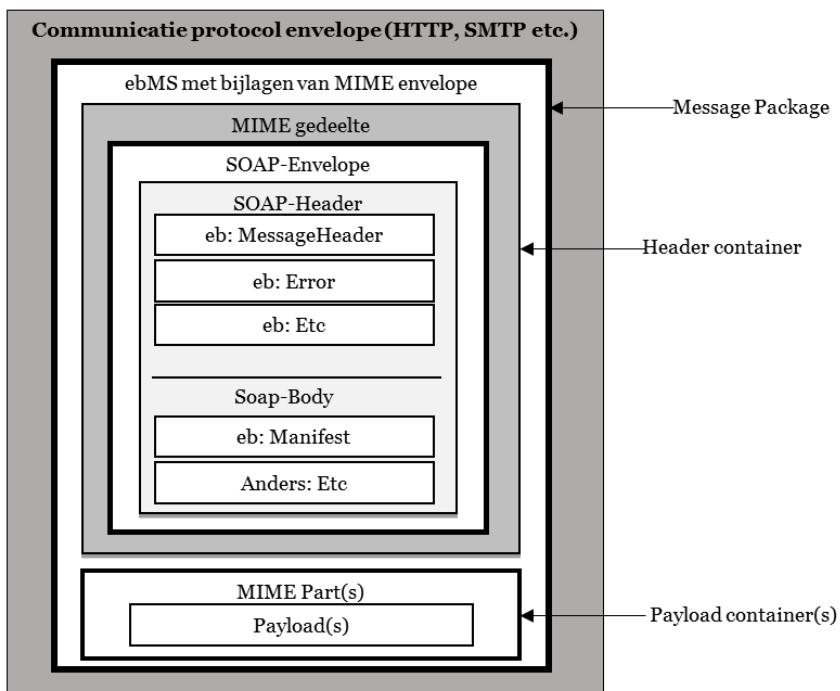 Communicatie protocol envelope (HTTP, SMTP etc.)
ebMS met bijlagen van MIME envelope
Message Package
MIME gedeelte
SOAP-Envelope
SOAP-Header
eb: MessageHeader
Header container
eb: Error
eb: Etc
Soap-Body
eb: Manifest
Anders: Etc
MIME Part(s)
Payload(s)
Payload container(s)